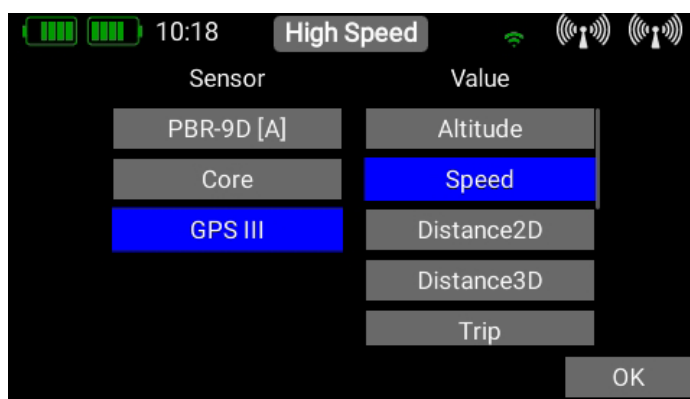 10:18 High Speed
Sensor Value
PBR-9D [A] Altitude
Core Speed
GPS III Distance2D
Distance3D
Trip
OK